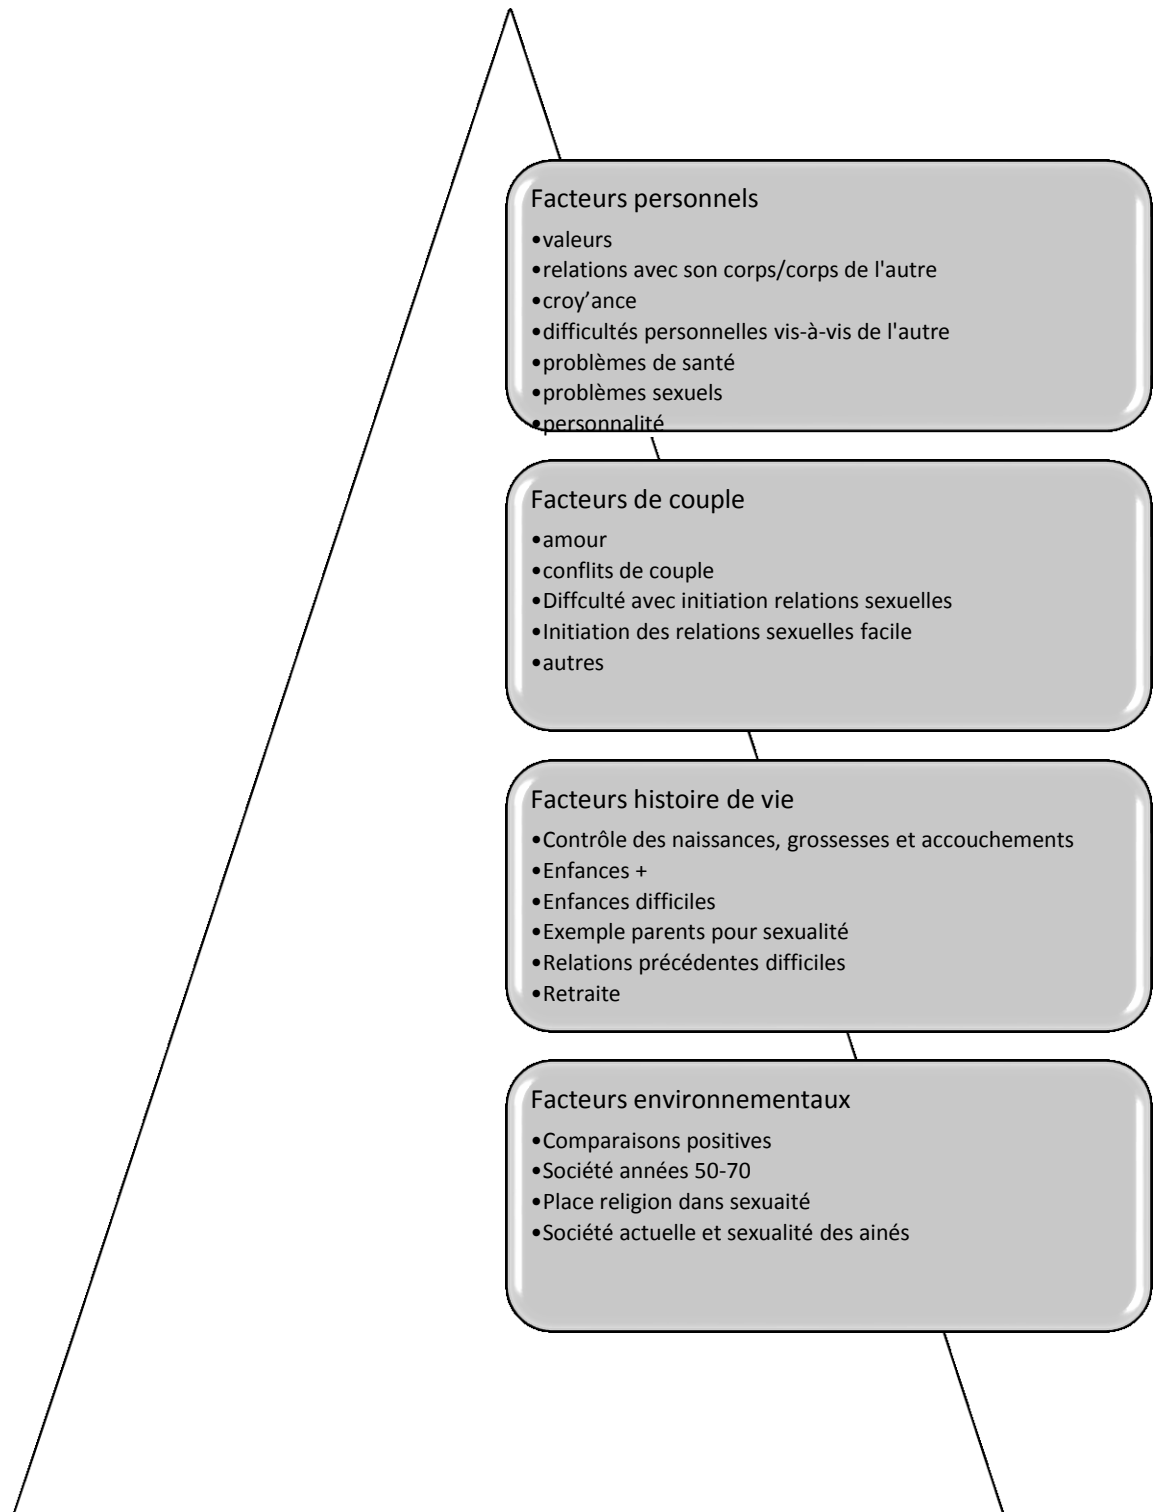 Facteurs personnels
•valeurs
•relations avec son corps/corps de l'autre
•croy’ance
•difficultés personnelles vis-à-vis de l'autre
•problèmes de santé
•problèmes sexuels
•personnalité
Facteurs de couple
•amour
•conflits de couple
•Diffculté avec initiation relations sexuelles
•Initiation des relations sexuelles facile
•autres
Facteurs histoire de vie
•Contrôle des naissances, grossesses et accouchements
•Enfances +
•Enfances difficiles
•Exemple parents pour sexualité
•Relations précédentes difficiles
•Retraite
Facteurs environnementaux
•Comparaisons positives
•Société années 50-70
•Place religion dans sexuaité
•Société actuelle et sexualité des ainés